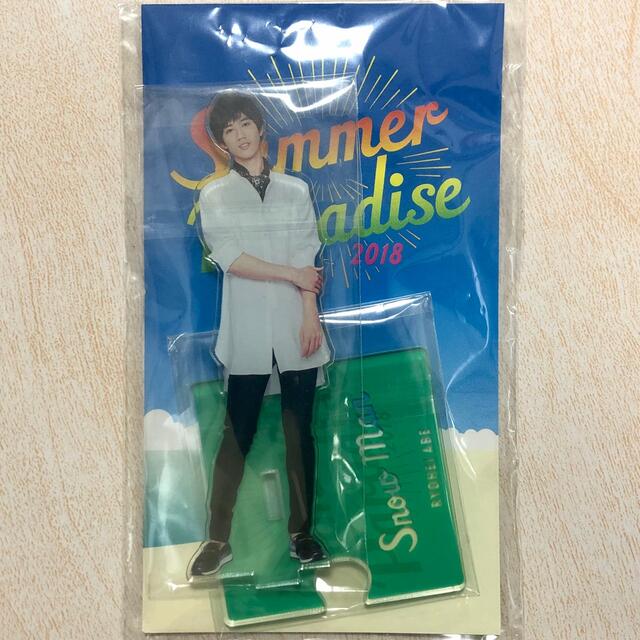 Summer
Paradise
2018
Snow Man
RYOHEI ABE